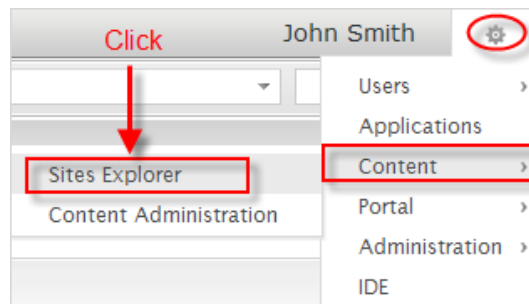 Click
John Smith
Users
Applications
Sites Explorer
Content
Content Administration
Portal
Administration
IDE